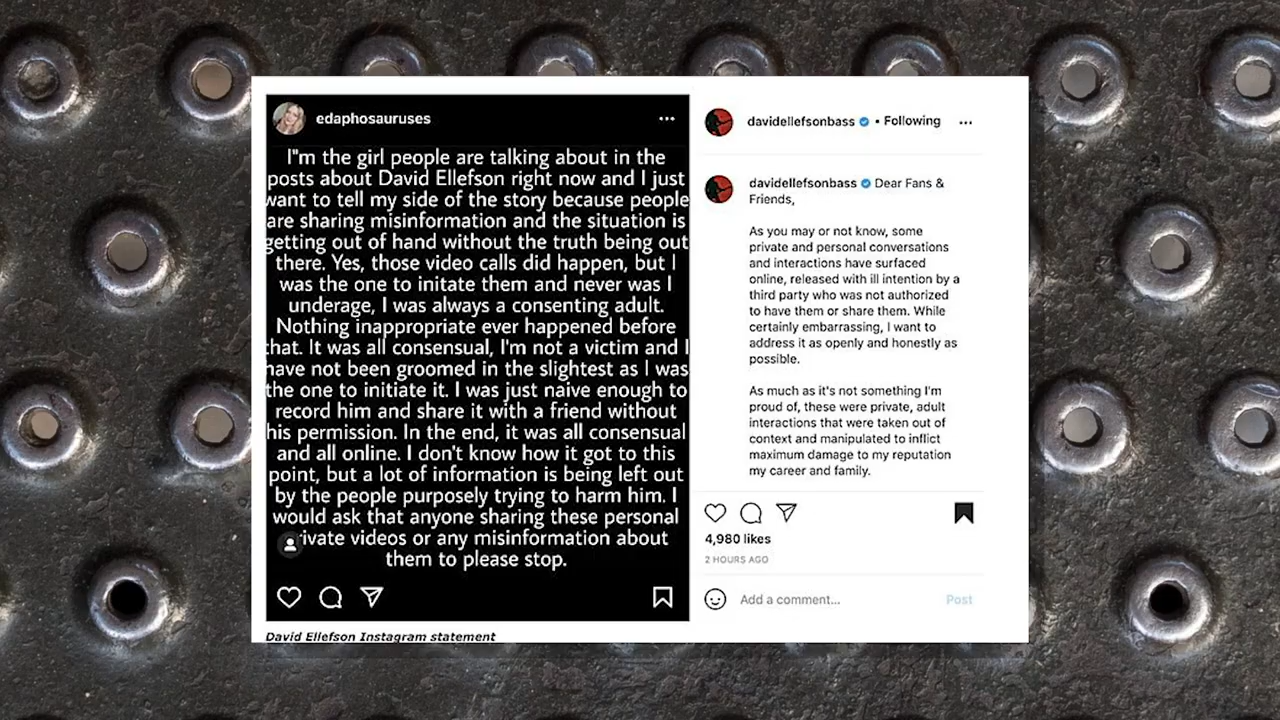 edaphosauruses
I"m the girl people are talking about in the
posts about David Ellefson right now and I just
want to tell my side of the story because people
are sharing misinformation and the situation is
getting out of hand without the truth being out
there. Yes, those video calls did happen, but I
was the one to initate them and never was I
underage, I was always a consenting adult.
Nothing inappropriate ever happened before
that. It was all consensual, I'm not a victim and I
have not been groomed in the slightest as I was
the one to initiate it. I was just naive enough to
record him and share it with a friend without
his permission. In the end, it was all consensual
and all online. I don't know how it got to this
point, but a lot of information is being left out
by the people purposely trying to harm him. I
would ask that anyone sharing these personal
private videos or any misinformation about
them to please stop.
David Ellefson Instagram statement
davidellefsonbass • Following
davidellefsonbass Dear Fans &
Friends,
As you may or not know, some
private and personal conversations
and interactions have surfaced
online, released with ill intention by a
third party who was not authorized
to have them or share them. While
certainly embarrassing, I want to
address it as openly and honestly as
possible.
As much as it's not something I'm
proud of, these were private, adult
interactions that were taken out of
context and manipulated to inflict
maximum damage to my reputation
my career and family.
4,980 likes
2 HOURS AGO
Add a comment... Post